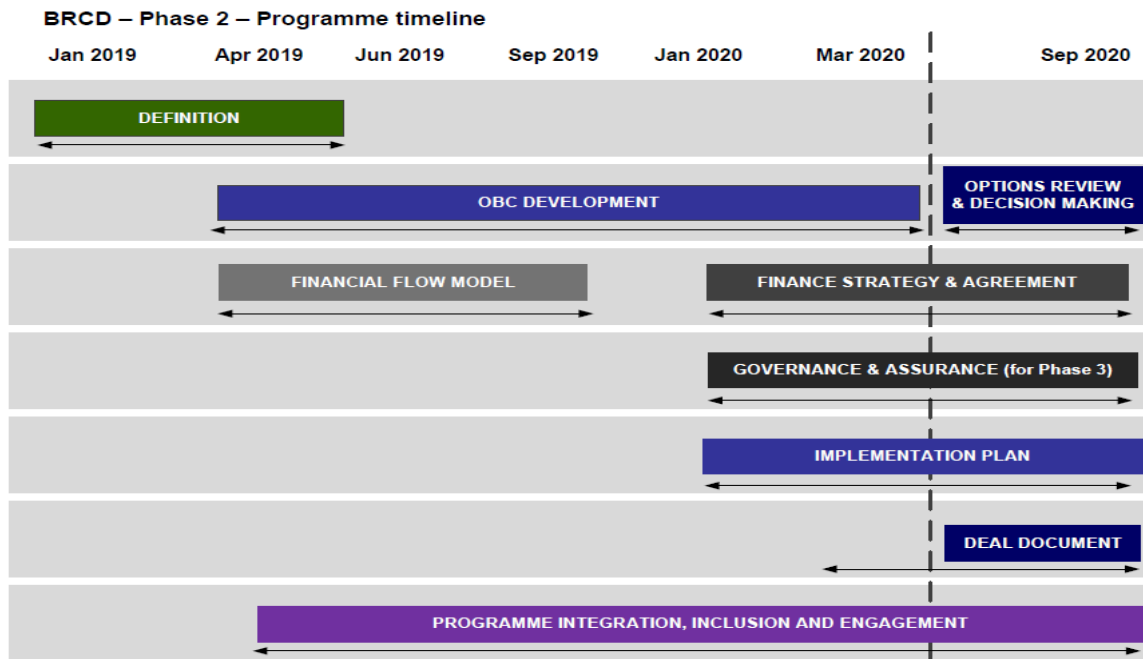 BRCD – Phase 2 – Programme timeline
Jan 2019 Apr 2019 Jun 2019 Sep 2019 Jan 2020 Mar 2020 Sep 2020
DEFINITION
OBC DEVELOPMENT
OPTIONS REVIEW
& DECISION MAKING
FINANCIAL FLOW MODEL
FINANCE STRATEGY & AGREEMENT
GOVERNANCE & ASSURANCE (for Phase 3)
IMPLEMENTATION PLAN
DEAL DOCUMENT
PROGRAMME INTEGRATION, INCLUSION AND ENGAGEMENT